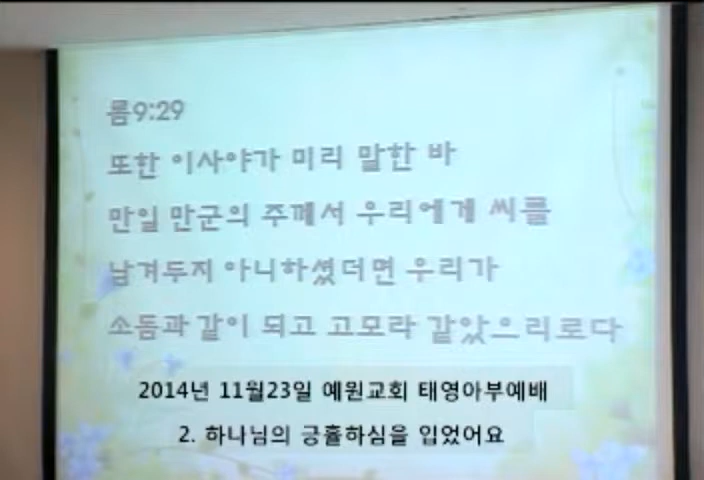 롬9:29
또한 이사야가 미리 말한 바
만일 만군의 주께서 우리에게 씨를
남겨두지 아니하셨더면 우리가
소돔과 같이 되고 고모라 같았으리로다
2014년 11월23일 예원교회 태영아부예배
2. 하나님의 긍휼하심을 입었어요